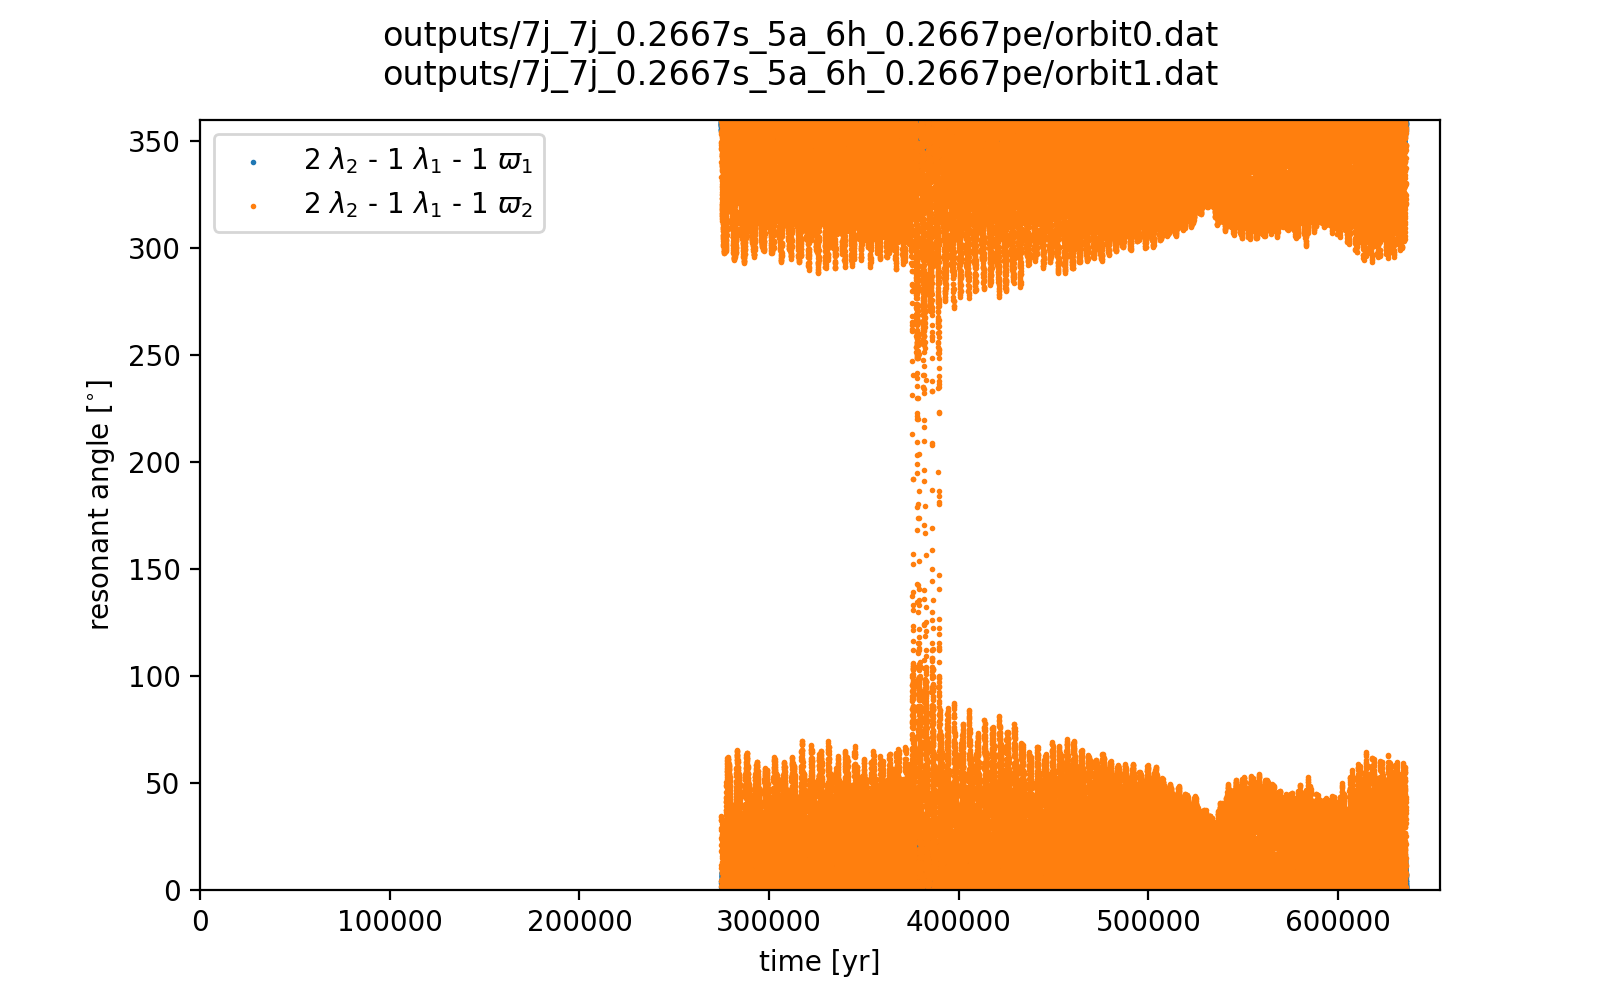 outputs/7j_7j_0.2667s_5a_6h_0.2667pe/orbit0.dat
outputs/7j_7j_0.2667s_5a_6h_0.2667pe/orbit1.dat
2 λ₂ - 1 λ₁ - 1 ϖ₁
2 λ₂ - 1 λ₁ - 1 ϖ₂
resonant angle [°]
350
300
250
200
150
100
50
0
0 100000 200000 300000 400000 500000 600000
time [yr]